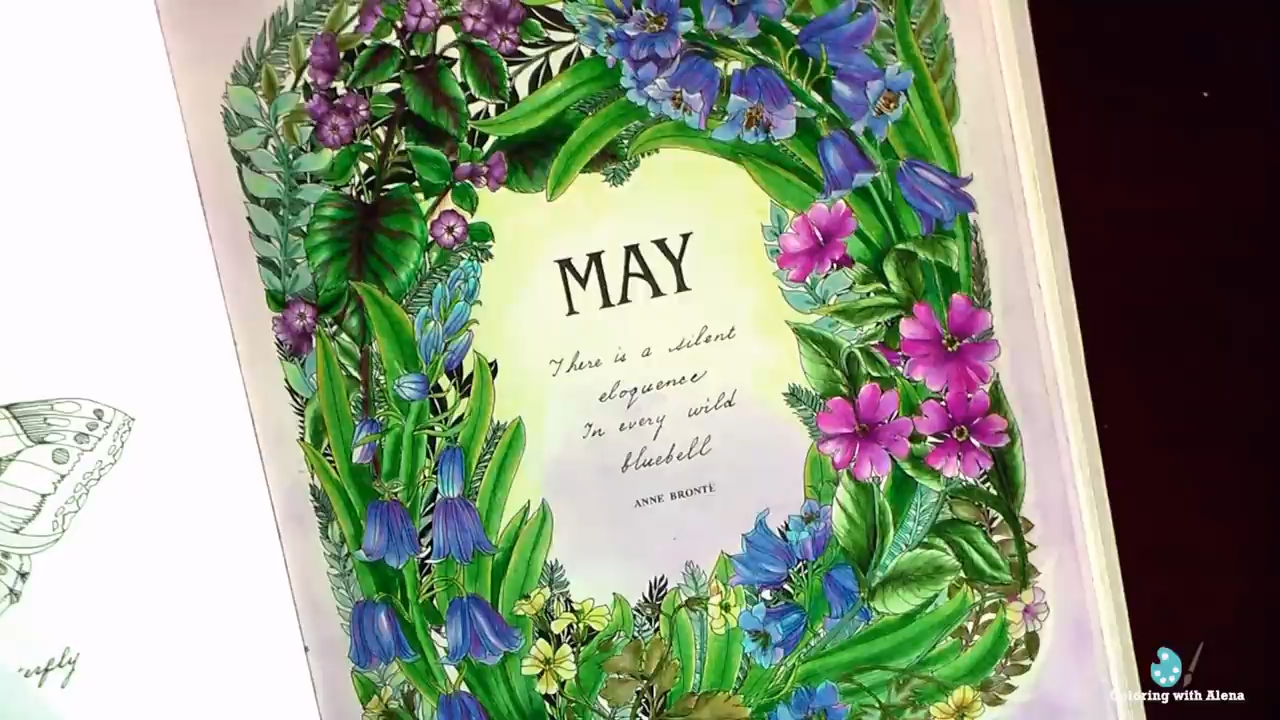 MAY
There is a silent
eloquence
In every wild
bluebell
ANNE BRONTË
Coloring with Alena